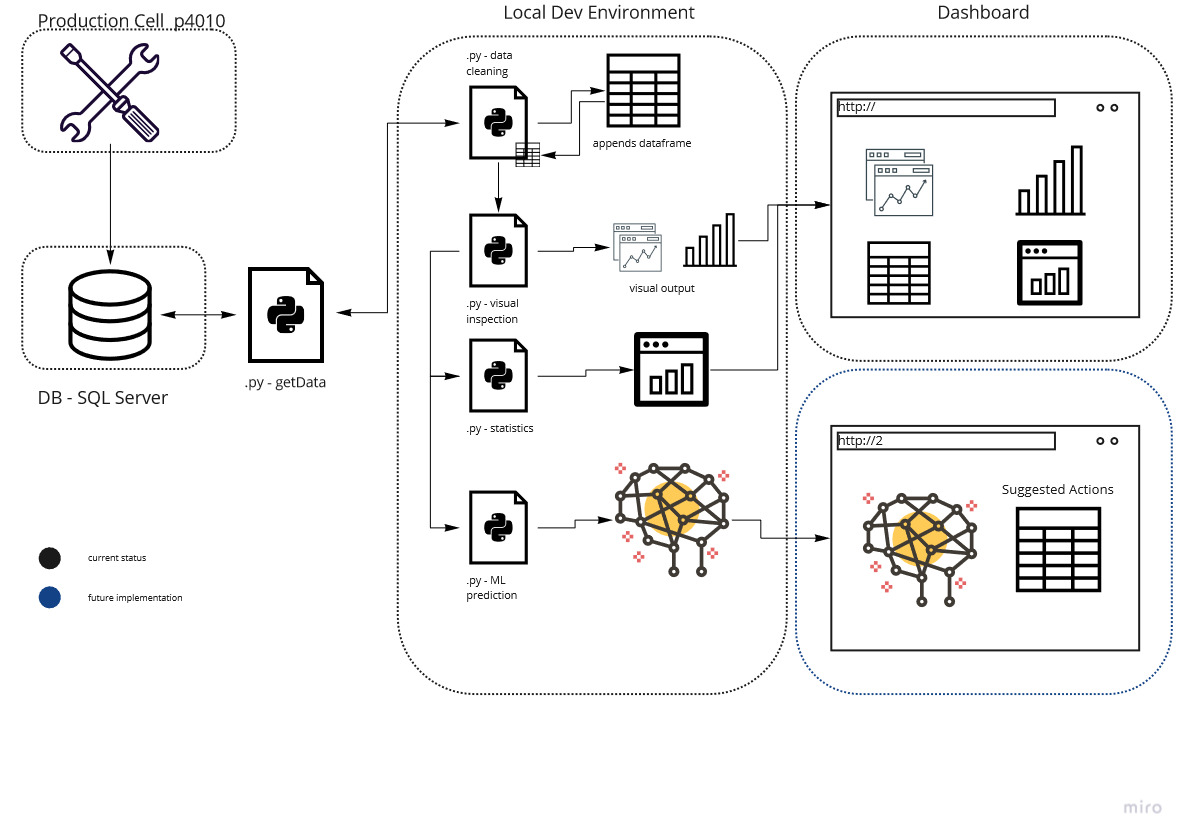 Production Cell p4010
Local Dev Environment
Dashboard
.py - data
cleaning
appends dataframe
http://
.py - visual
inspection
visual output
.py - getData
DB - SQL Server
.py - statistics
http://2
Suggested Actions
.py - ML
prediction
current status
future implementation
miro